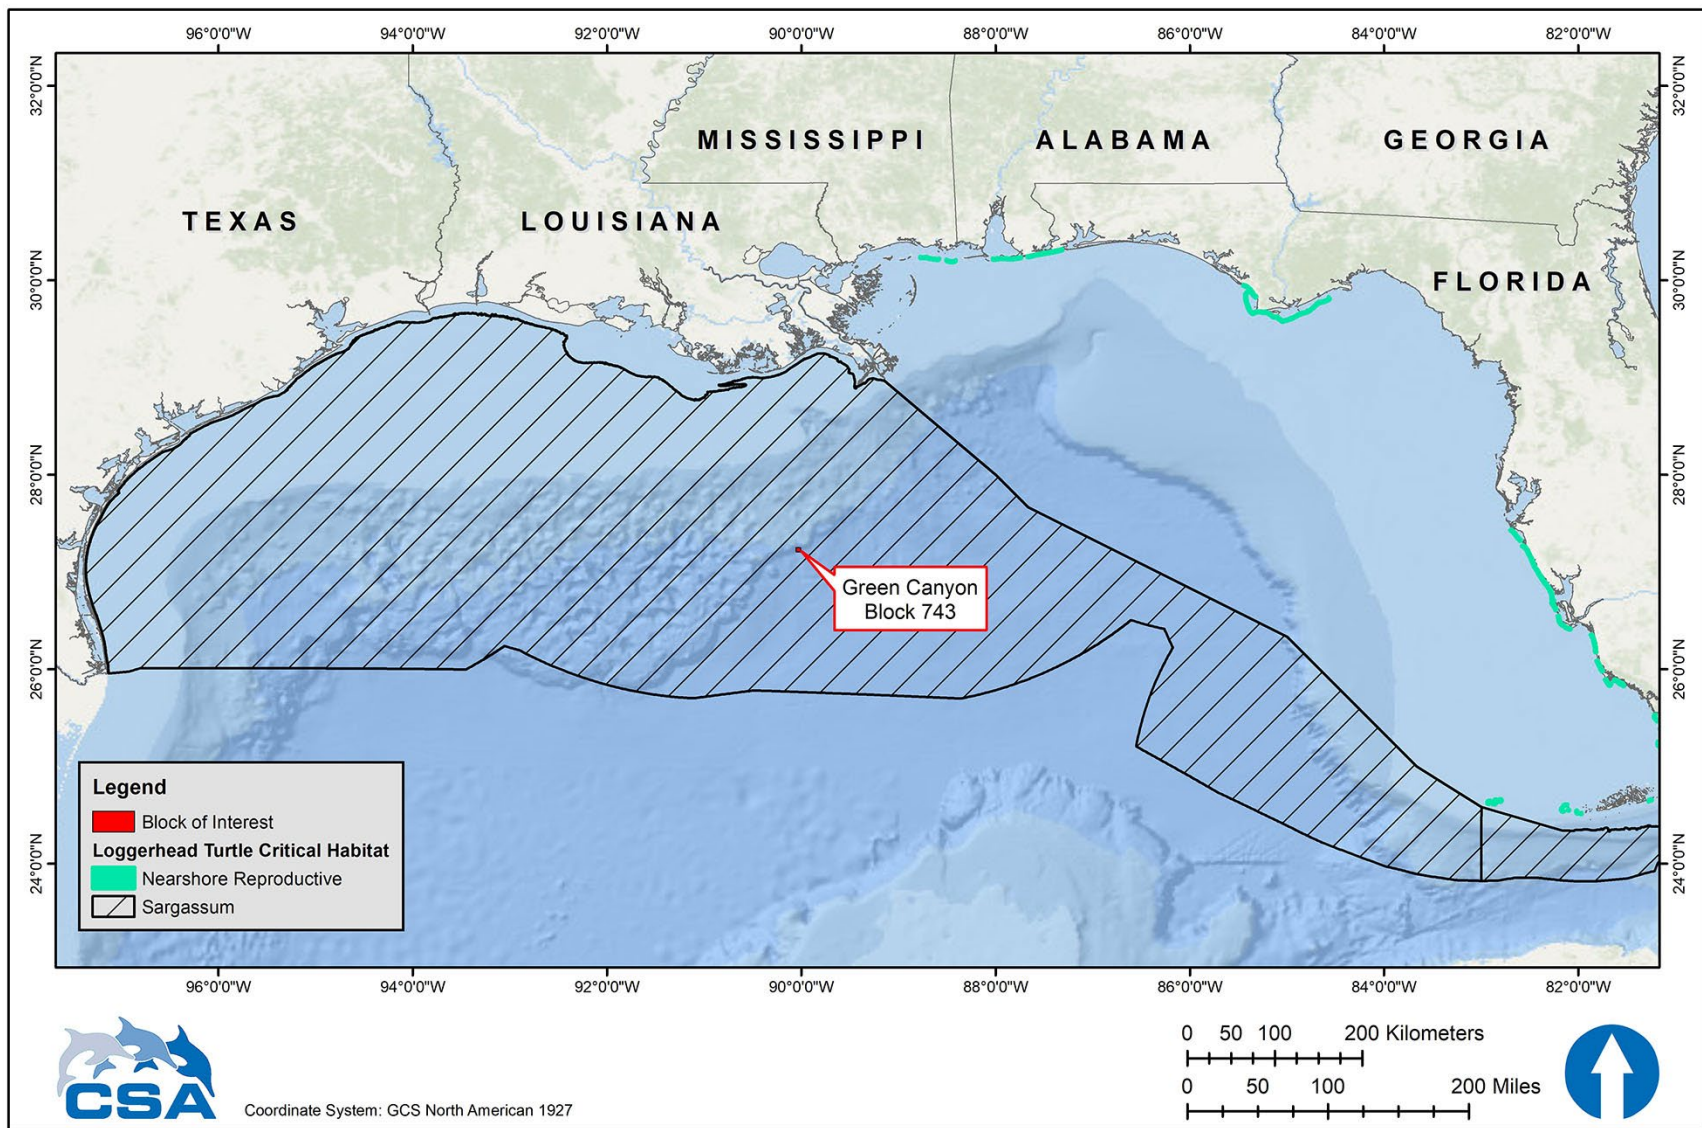 96°0'0"W 94°0'0"W 92°0'0"W 90°0'0"W 88°0'0"W 86°0'0"W 84°0'0"W 82°0'0"W
32°0'0"N 32°0'0"N
MISSISSIPPI ALABAMA GEORGIA
TEXAS LOUISIANA
30°0'0"N FLORIDA 30°0'0"N
28°0'0"N 28°0'0"N
Green Canyon
Block 743
26°0'0"N 26°0'0"N
Legend
Block of Interest
Loggerhead Turtle Critical Habitat
Nearshore Reproductive
Sargassum
24°0'0"N 24°0'0"N
96°0'0"W 94°0'0"W 92°0'0"W 90°0'0"W 88°0'0"W 86°0'0"W 84°0'0"W 82°0'0"W
0 50 100 200 Kilometers
0 50 100 200 Miles
CSA
Coordinate System: GCS North American 1927